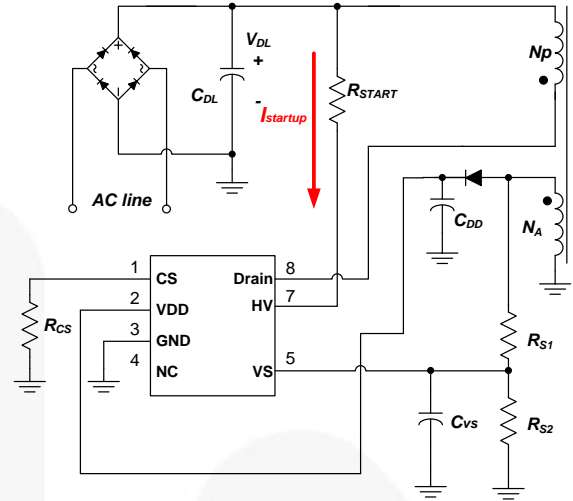 V_DL
+
-
C_DL
R_START
I_startup
Np
AC line
+
-
~
~
C_DD
N_A
1
2
3
4
CS
VDD
GND
NC
Drain
HV
VS
8
7
5
R_CS
R_S1
C_VS
R_S2